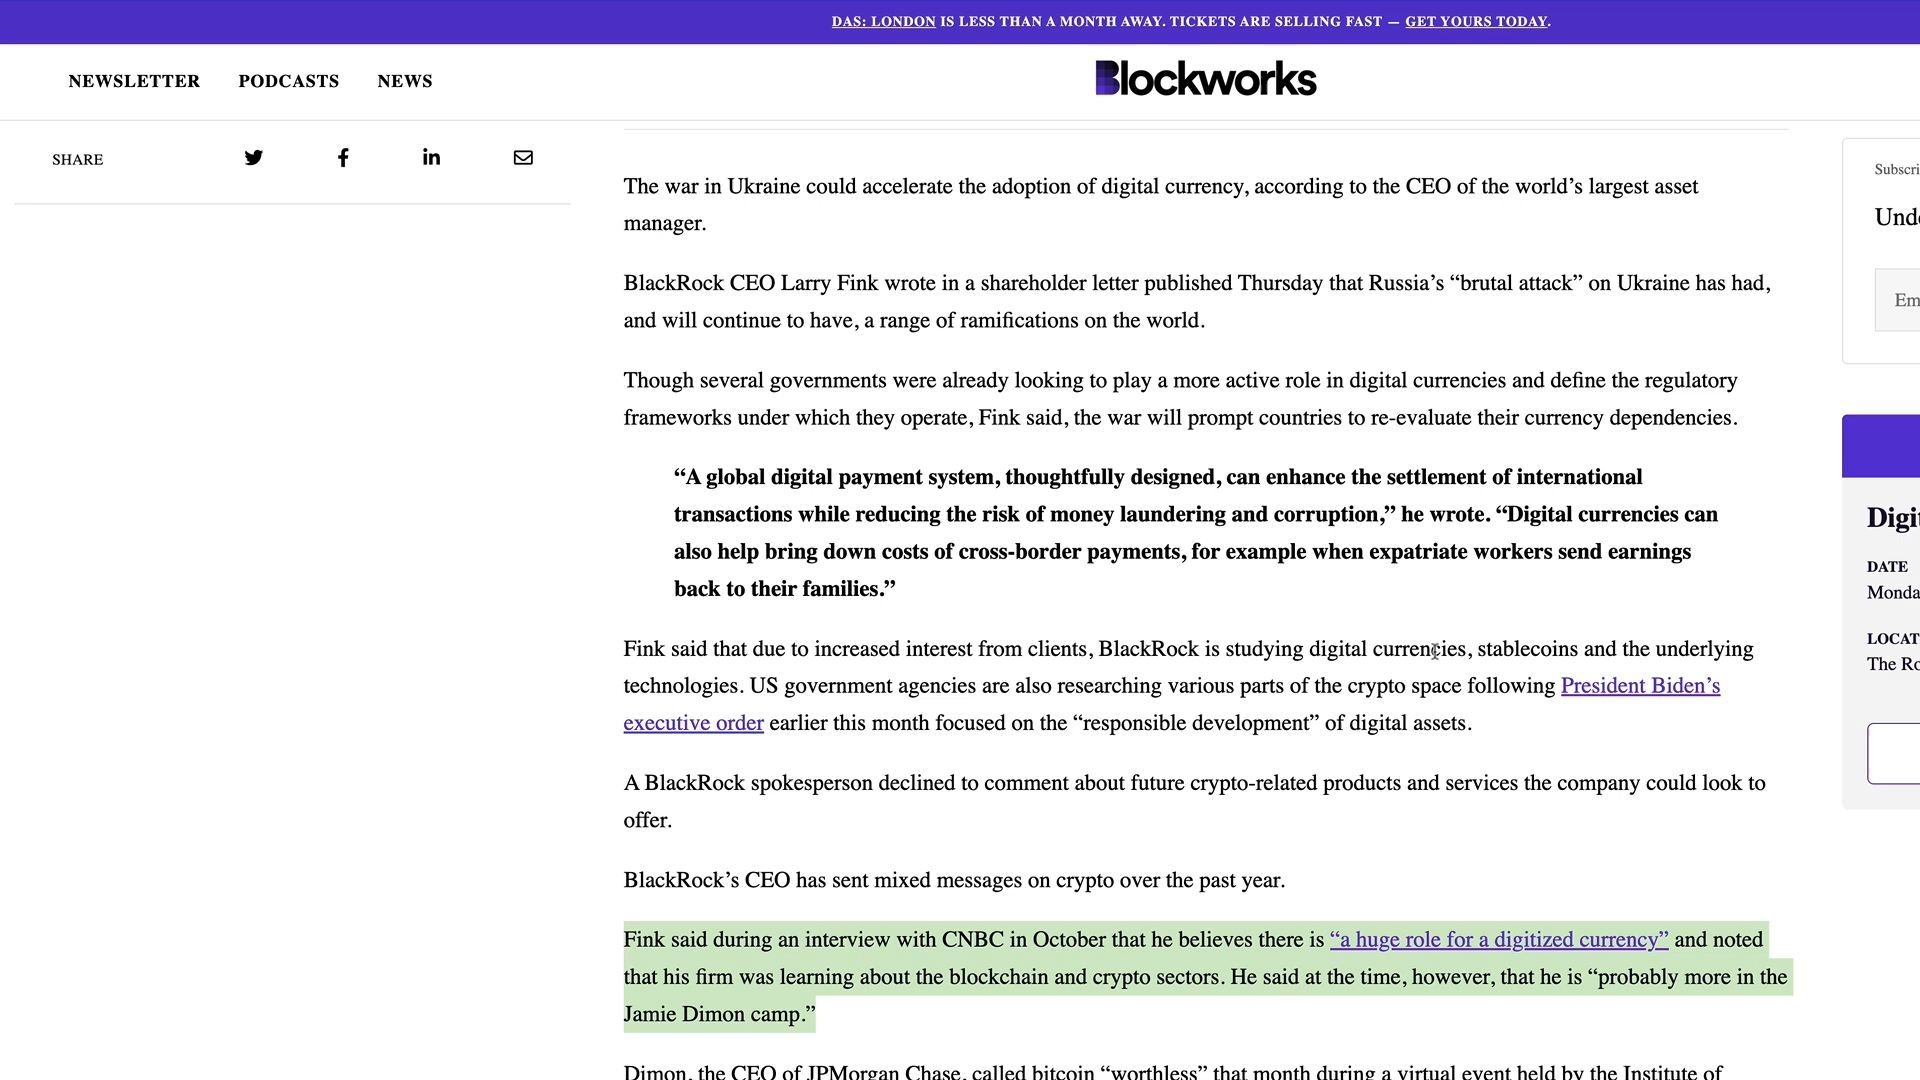 DAS: LONDON IS LESS THAN A MONTH AWAY. TICKETS ARE SELLING FAST — GET YOURS TODAY.
NEWSLETTER PODCASTS NEWS
Blockworks
SHARE
The war in Ukraine could accelerate the adoption of digital currency, according to the CEO of the world’s largest asset
manager.
BlackRock CEO Larry Fink wrote in a shareholder letter published Thursday that Russia’s “brutal attack” on Ukraine has had,
and will continue to have, a range of ramifications on the world.
Though several governments were already looking to play a more active role in digital currencies and define the regulatory
frameworks under which they operate, Fink said, the war will prompt countries to re-evaluate their currency dependencies.
“A global digital payment system, thoughtfully designed, can enhance the settlement of international
transactions while reducing the risk of money laundering and corruption,” he wrote. “Digital currencies can
also help bring down costs of cross-border payments, for example when expatriate workers send earnings
back to their families.”
Fink said that due to increased interest from clients, BlackRock is studying digital currencies, stablecoins and the underlying
technologies. US government agencies are also researching various parts of the crypto space following President Biden’s
executive order earlier this month focused on the “responsible development” of digital assets.
A BlackRock spokesperson declined to comment about future crypto-related products and services the company could look to
offer.
BlackRock’s CEO has sent mixed messages on crypto over the past year.
Fink said during an interview with CNBC in October that he believes there is “a huge role for a digitized currency” and noted
that his firm was learning about the blockchain and crypto sectors. He said at the time, however, that he is “probably more in the
Jamie Dimon camp.”
Dimon, the CEO of JPMorgan Chase, called bitcoin “worthless” that month during a virtual event held by the Institute of
Subscri
Unde
Em
Digit
DATE
Monda
LOCAT
The Ro